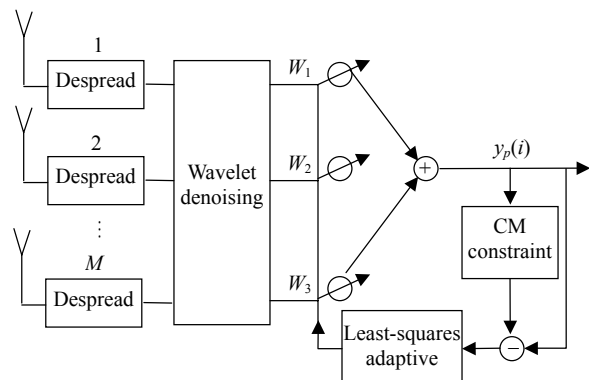 1
Despread
2
Despread
⋮
M
Despread
Wavelet
denoising
W₁
W₂
W₃
+
yₚ(i)
CM
constraint
−
Least-squares
adaptive